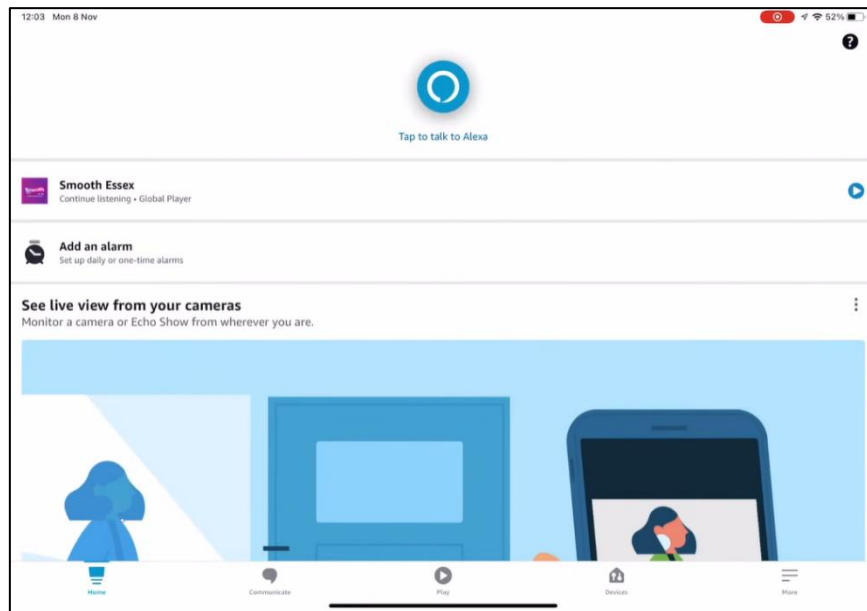 12:03 Mon 8 Nov
52%
?
Tap to talk to Alexa
Smooth Essex
Continue listening • Global Player
Add an alarm
Set up daily or one-time alarms
See live view from your cameras
Monitor a camera or Echo Show from wherever you are.
Home
Communicate
Play
Devices
More